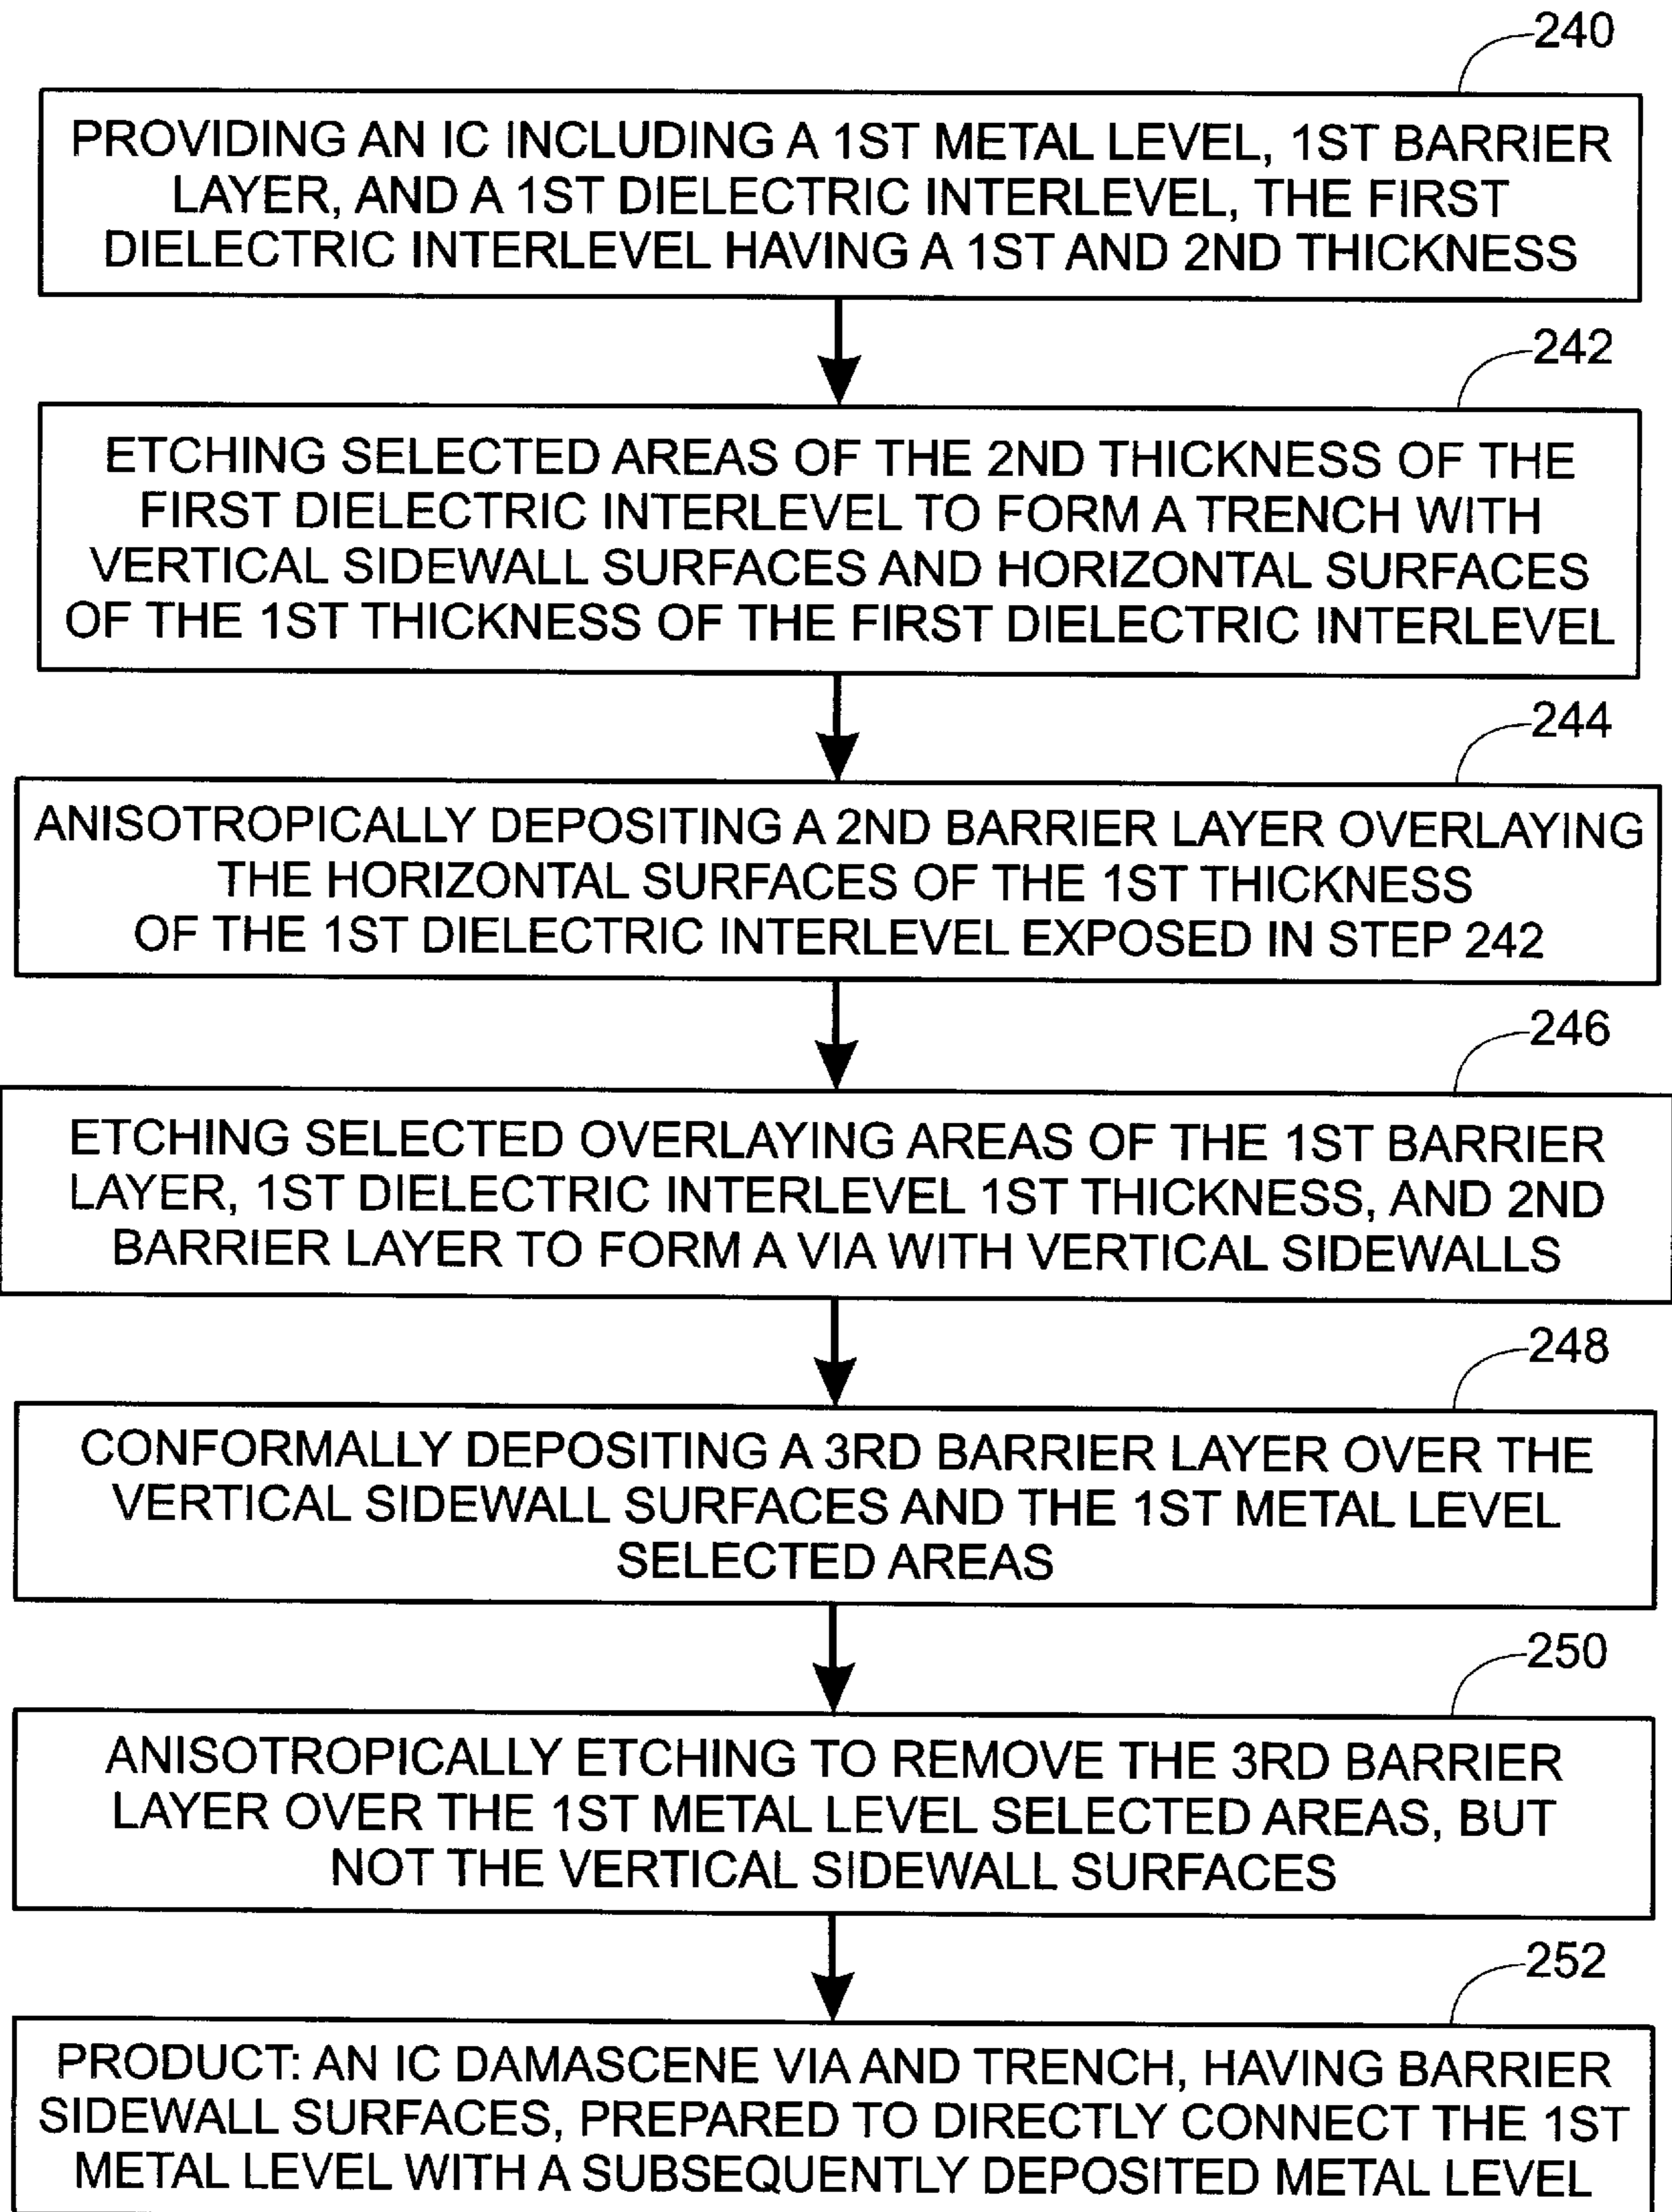 240
PROVIDING AN IC INCLUDING A 1ST METAL LEVEL, 1ST BARRIER
LAYER, AND A 1ST DIELECTRIC INTERLEVEL, THE FIRST
DIELECTRIC INTERLEVEL HAVING A 1ST AND 2ND THICKNESS
242
ETCHING SELECTED AREAS OF THE 2ND THICKNESS OF THE
FIRST DIELECTRIC INTERLEVEL TO FORM A TRENCH WITH
VERTICAL SIDEWALL SURFACES AND HORIZONTAL SURFACES
OF THE 1ST THICKNESS OF THE FIRST DIELECTRIC INTERLEVEL
244
ANISOTROPICALLY DEPOSITING A 2ND BARRIER LAYER OVERLAYING
THE HORIZONTAL SURFACES OF THE 1ST THICKNESS
OF THE 1ST DIELECTRIC INTERLEVEL EXPOSED IN STEP 242
246
ETCHING SELECTED OVERLAYING AREAS OF THE 1ST BARRIER
LAYER, 1ST DIELECTRIC INTERLEVEL 1ST THICKNESS, AND 2ND
BARRIER LAYER TO FORM A VIA WITH VERTICAL SIDEWALLS
248
CONFORMALLY DEPOSITING A 3RD BARRIER LAYER OVER THE
VERTICAL SIDEWALL SURFACES AND THE 1ST METAL LEVEL
SELECTED AREAS
250
ANISOTROPICALLY ETCHING TO REMOVE THE 3RD BARRIER
LAYER OVER THE 1ST METAL LEVEL SELECTED AREAS, BUT
NOT THE VERTICAL SIDEWALL SURFACES
252
PRODUCT: AN IC DAMASCENE VIA AND TRENCH, HAVING BARRIER
SIDEWALL SURFACES, PREPARED TO DIRECTLY CONNECT THE 1ST
METAL LEVEL WITH A SUBSEQUENTLY DEPOSITED METAL LEVEL